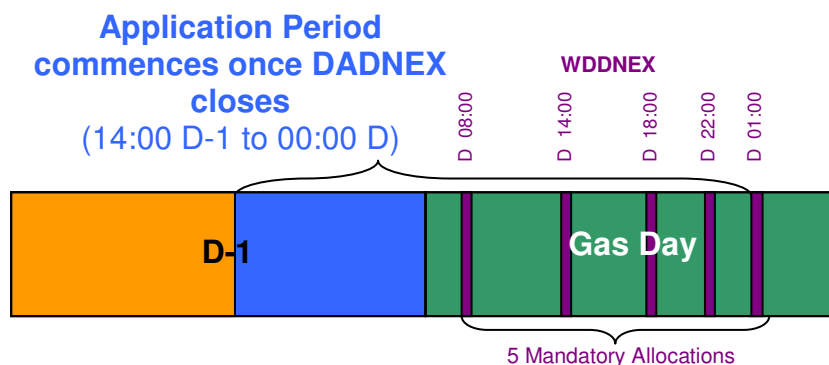 Application Period
commences once DADNEX
closes
(14:00 D-1 to 00:00 D)
WDDNEX
D 08:00
D 14:00
D 18:00
D 22:00
D 01:00
D-1
Gas Day
5 Mandatory Allocations